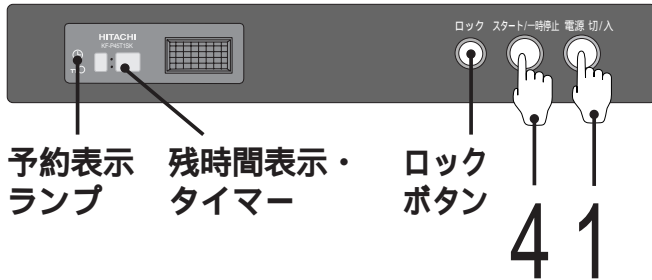 ロック スタート/一時停止 電源 切/入
HITACHI
KF-P45T1SK
予約表示 残時間表示・ ロック
ランプ タイマー ボタン
4 1